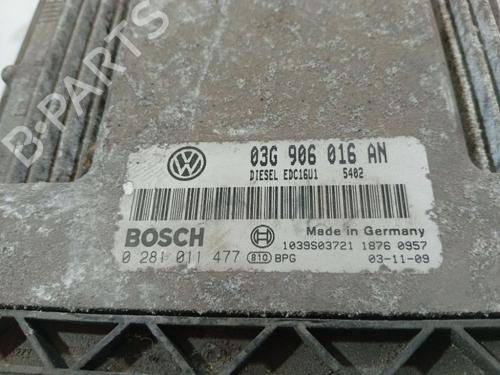 B-PARTS
03G 906 016 AN
DIESEL EDC16U1 5402
BOSCH
Made in Germany
1039S03721 1876 0957
0 281 011 477 810 BPG 03-11-09